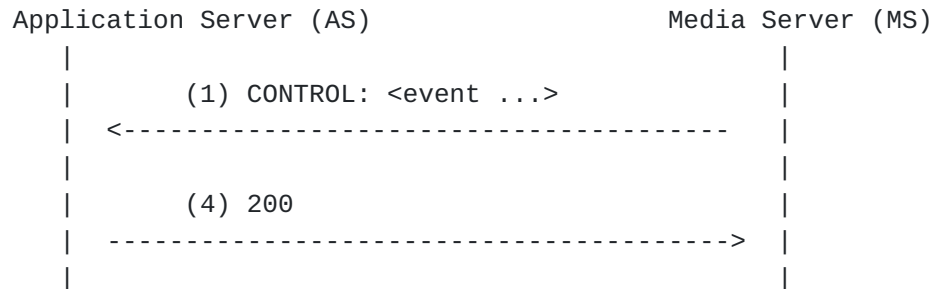 Application Server (AS) Media Server (MS)
(1) CONTROL: <event ...>
(4) 200